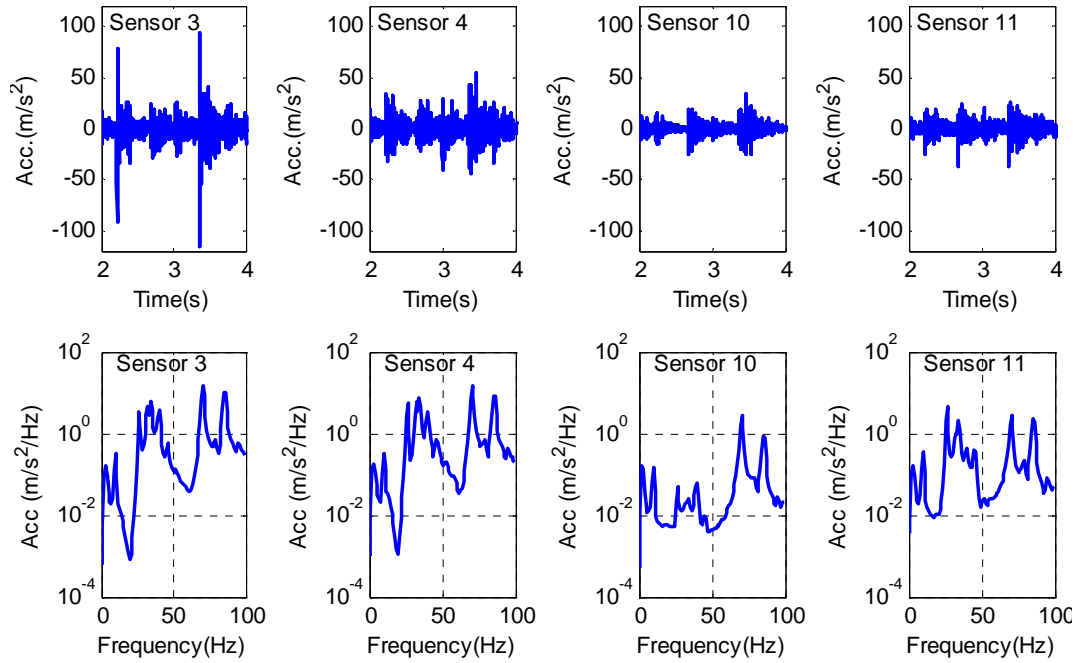 Sensor 3
Sensor 4
Sensor 10
Sensor 11
Acc.(m/s²)
100
50
0
-50
-100
2 3 4
Time(s)
Acc.(m/s²)
100
50
0
-50
-100
2 3 4
Time(s)
Acc.(m/s²)
100
50
0
-50
-100
2 3 4
Time(s)
Acc.(m/s²)
100
50
0
-50
-100
2 3 4
Time(s)
Sensor 3
Sensor 4
Sensor 10
Sensor 11
Acc (m/s²/Hz)
10²
10⁰
10⁻²
10⁻⁴
0 50 100
Frequency(Hz)
Acc (m/s²/Hz)
10²
10⁰
10⁻²
10⁻⁴
0 50 100
Frequency(Hz)
Acc (m/s²/Hz)
10²
10⁰
10⁻²
10⁻⁴
0 50 100
Frequency(Hz)
Acc (m/s²/Hz)
10²
10⁰
10⁻²
10⁻⁴
0 50 100
Frequency(Hz)